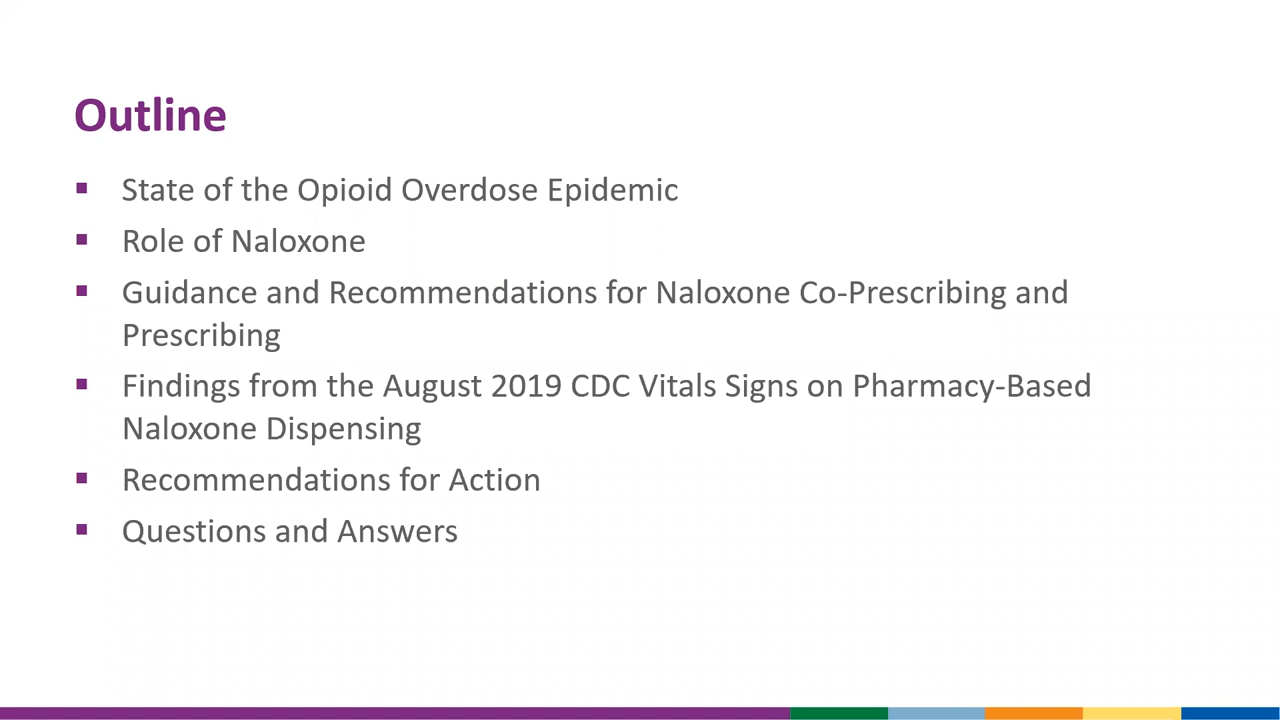 Outline
▪ State of the Opioid Overdose Epidemic
▪ Role of Naloxone
▪ Guidance and Recommendations for Naloxone Co-Prescribing and
Prescribing
▪ Findings from the August 2019 CDC Vitals Signs on Pharmacy-Based
Naloxone Dispensing
▪ Recommendations for Action
▪ Questions and Answers